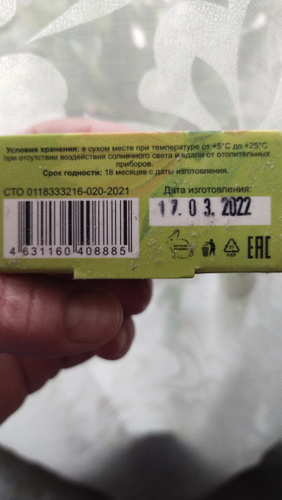 Условия хранения: в сухом месте при температуре от +5°C до +25°C
при отсутствии воздействия солнечного света и вдали от отопительных
приборов.
Срок годности: 18 месяцев с даты изготовления.
СТО 0118333216-020-2021
Дата изготовления:
17.03.2022
4 631160 408885
EAC